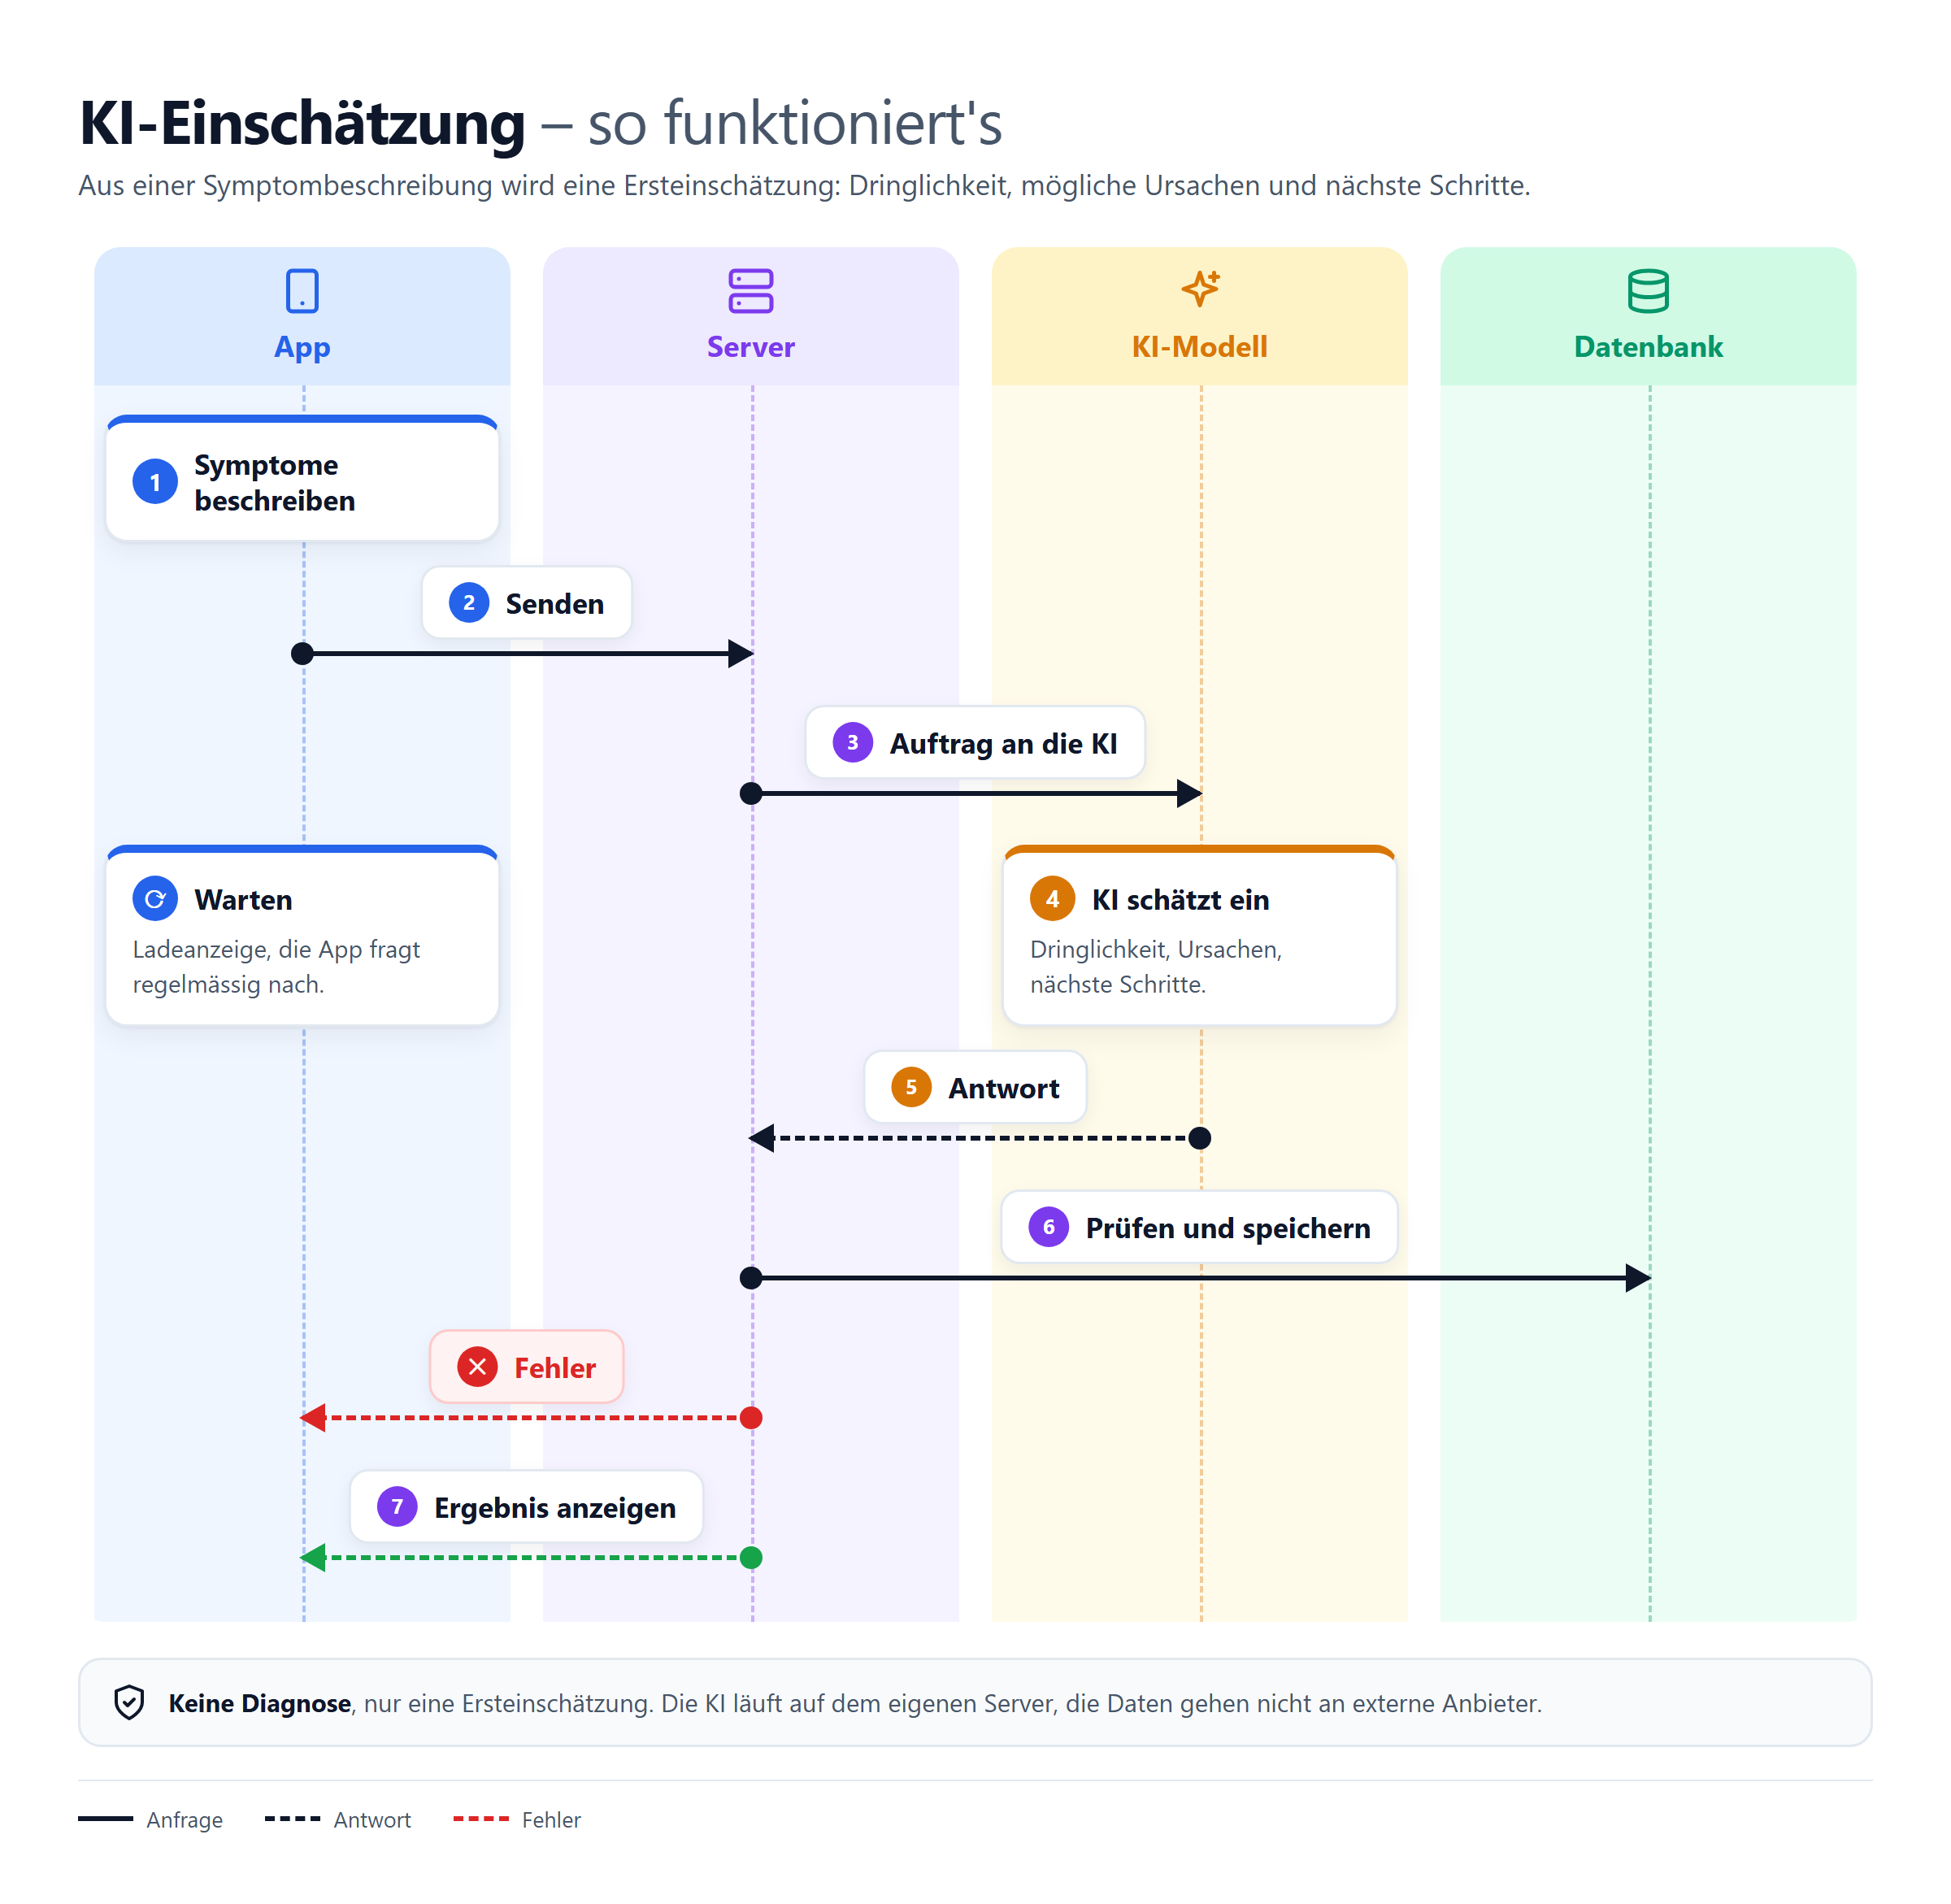 KI-Einschätzung – so funktioniert's
Aus einer Symptombeschreibung wird eine Ersteinschätzung: Dringlichkeit, mögliche Ursachen und nächste Schritte.
App
Server
KI-Modell
Datenbank
1 Symptome
beschreiben
2 Senden
3 Auftrag an die KI
Warten
Ladeanzeige, die App fragt
regelmässig nach.
4 KI schätzt ein
Dringlichkeit, Ursachen,
nächste Schritte.
5 Antwort
6 Prüfen und speichern
Fehler
7 Ergebnis anzeigen
Keine Diagnose, nur eine Ersteinschätzung. Die KI läuft auf dem eigenen Server, die Daten gehen nicht an externe Anbieter.
Anfrage
Antwort
Fehler